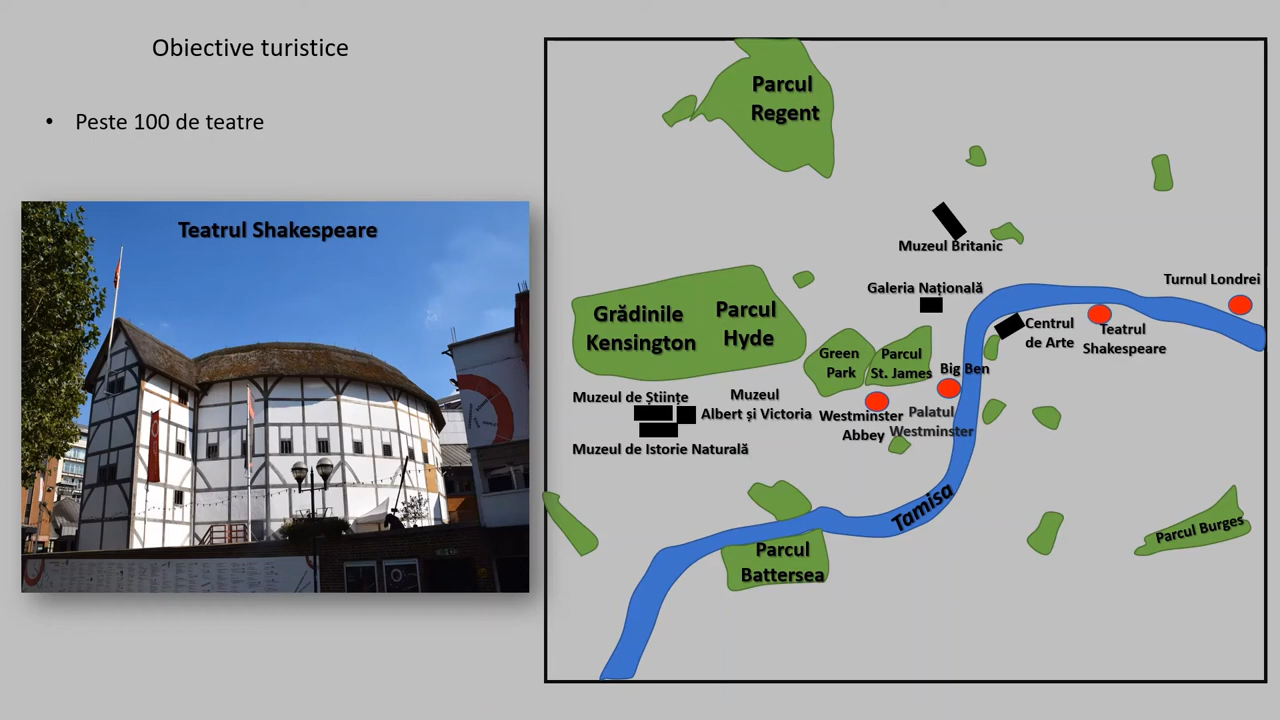 Obiective turistice
• Peste 100 de teatre
Teatrul Shakespeare
Parcul
Regent
Muzeul Britanic
Galeria Națională
Turnul Londrei
Grădinile
Kensington
Parcul
Hyde
Centrul
de Arte
Teatrul
Shakespeare
Green
Park
Parcul
St. James
Big Ben
Muzeul de Științe
Muzeul
Albert și Victoria
Westminster
Abbey
Palatul
Westminster
Muzeul de Istorie Naturală
Tamisa
Parcul Burges
Parcul
Battersea